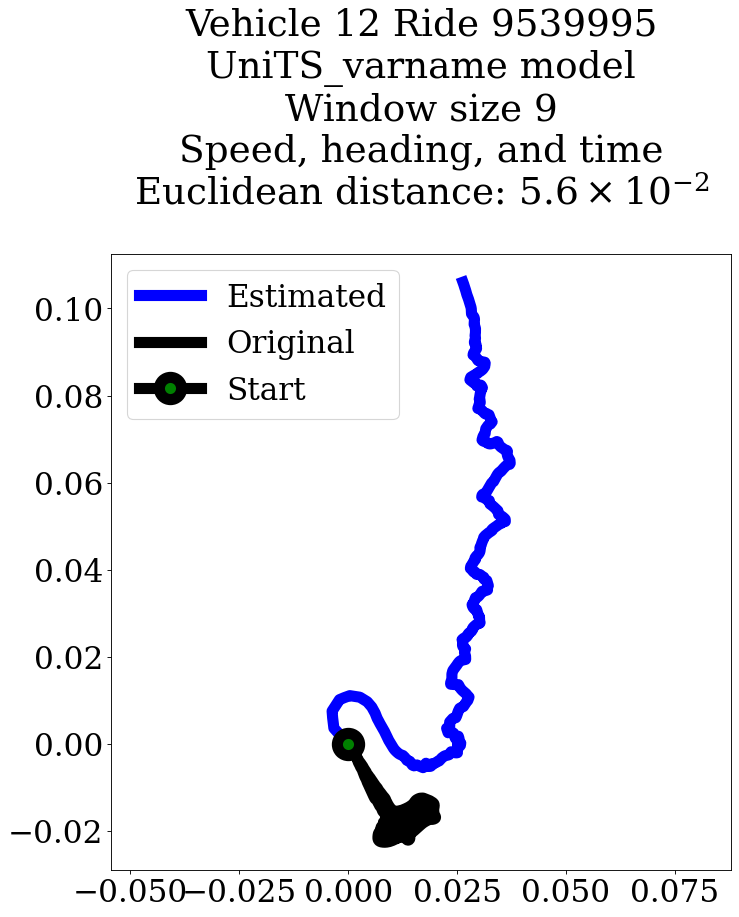 Vehicle 12 Ride 9539995
UniTS_varname model
Window size 9
Speed, heading, and time
Euclidean distance: 5.6 × 10⁻²
Estimated
Original
Start
0.10
0.08
0.06
0.04
0.02
0.00
−0.02
−0.050 −0.025 0.000 0.025 0.050 0.075